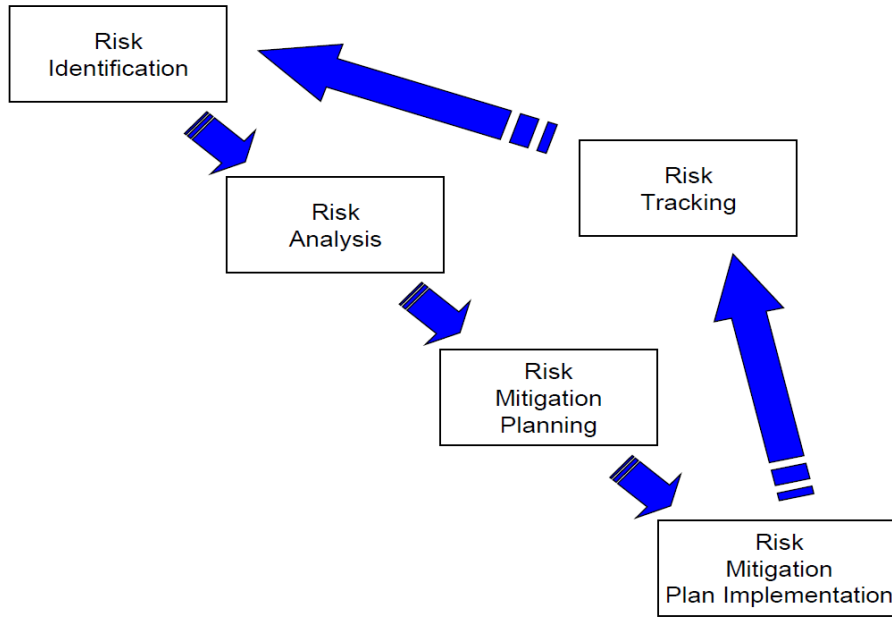 Risk
Identification
Risk
Tracking
Risk
Analysis
Risk
Mitigation
Planning
Risk
Mitigation
Plan Implementation